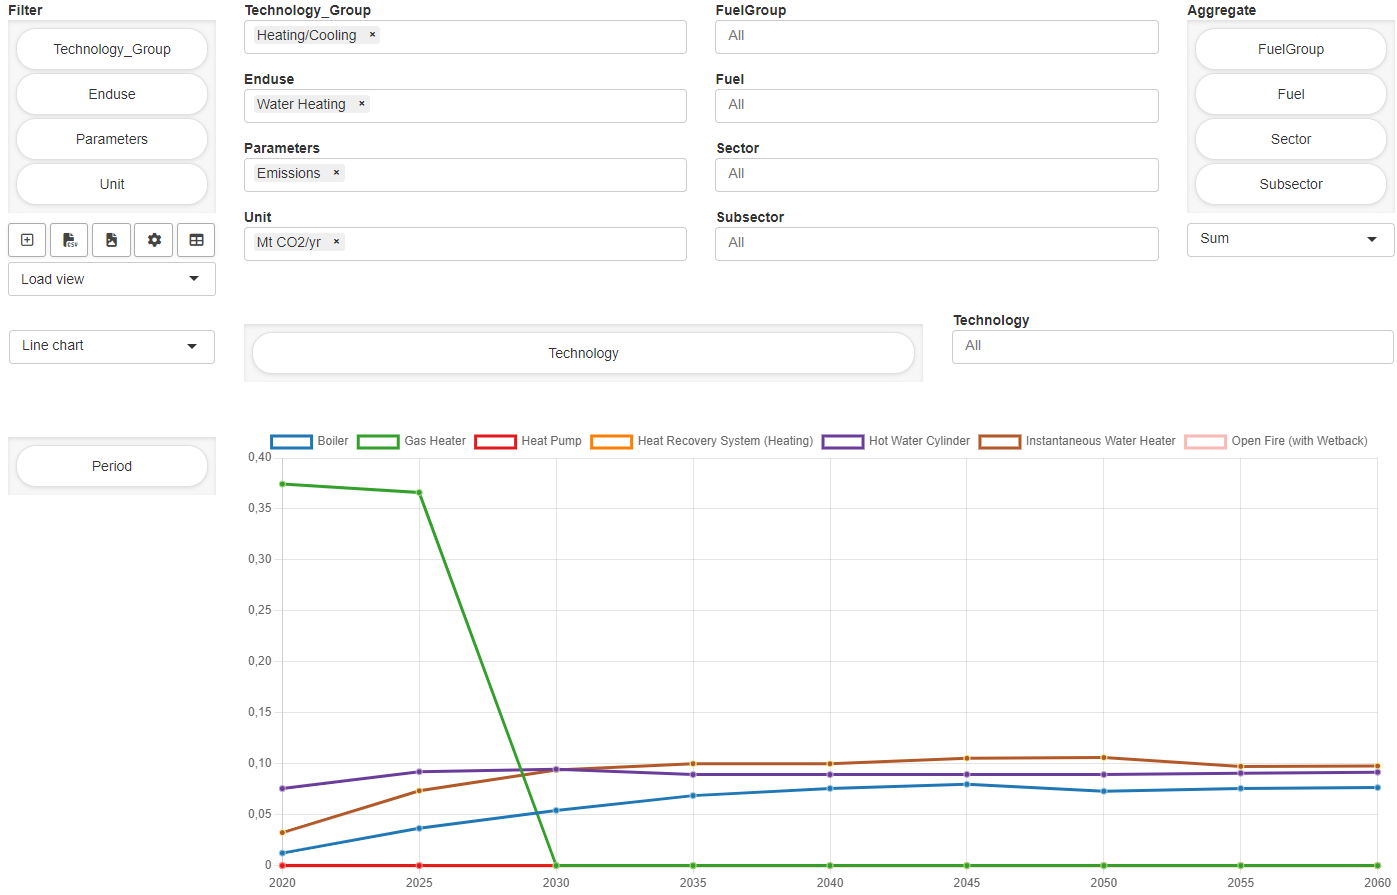 Filter
Technology_Group
Enduse
Parameters
Unit
CSV
Load view
Line chart
Period
Technology_Group
Heating/Cooling ×
Enduse
Water Heating ×
Parameters
Emissions ×
Unit
Mt CO2/yr ×
FuelGroup
All
Fuel
All
Sector
All
Subsector
All
Aggregate
FuelGroup
Fuel
Sector
Subsector
Sum
Technology
Technology
All
Boiler Gas Heater Heat Pump Heat Recovery System (Heating) Hot Water Cylinder Instantaneous Water Heater Open Fire (with Wetback)
0,40
0,35
0,30
0,25
0,20
0,15
0,10
0,05
0
2020 2025 2030 2035 2040 2045 2050 2055 2060